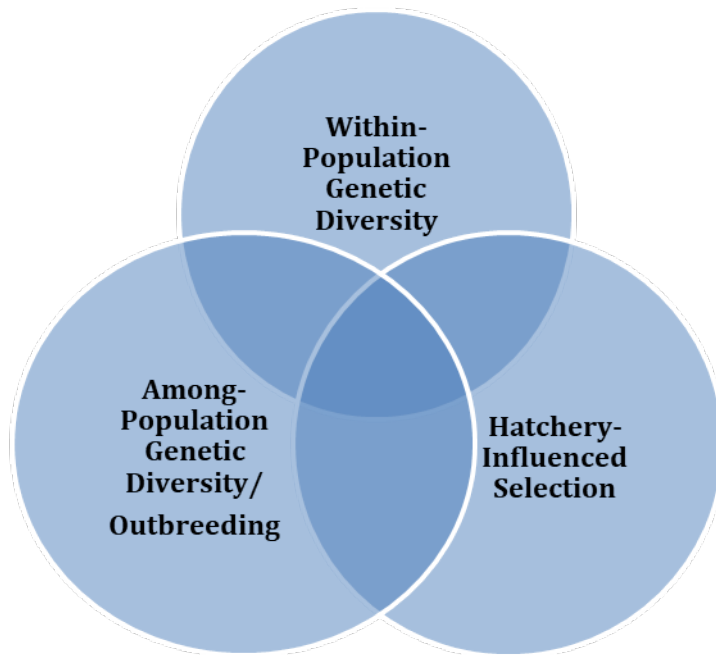 Within-
Population
Genetic
Diversity
Among-
Population
Genetic
Diversity/
Outbreeding
Hatchery-
Influenced
Selection